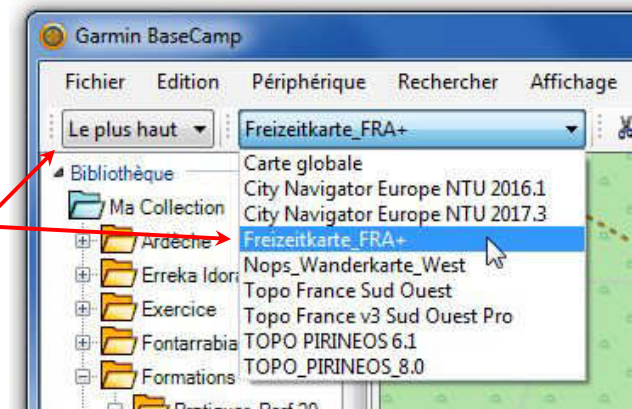 Garmin BaseCamp
Fichier Edition Périphérique Rechercher Affichage
Le plus haut Freizeitkarte_FRA+
Bibliothèque
Ma Collection
Ardèche
Erreka
Exercice
Fontarrabia
Formations
Carte globale
City Navigator Europe NTU 2016.1
City Navigator Europe NTU 2017.3
Freizeitkarte_FRA+
Nops_Wanderkarte_West
Topo France Sud Ouest
Topo France v3 Sud Ouest Pro
TOPO PIRINEOS 6.1
TOPO_PIRINEOS_8.0